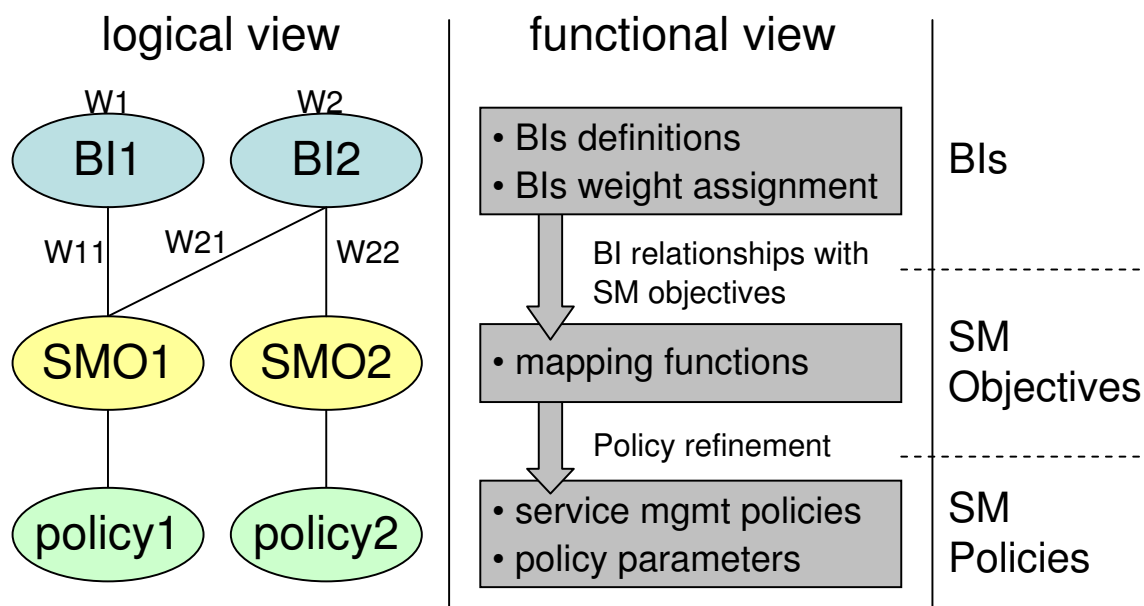 logical view
functional view
W1
W2
BI1
BI2
• BIs definitions
• BIs weight assignment
BIs
W11
W21
W22
BI relationships with
SM objectives
SMO1
SMO2
• mapping functions
SM
Objectives
Policy refinement
policy1
policy2
• service mgmt policies
• policy parameters
SM
Policies